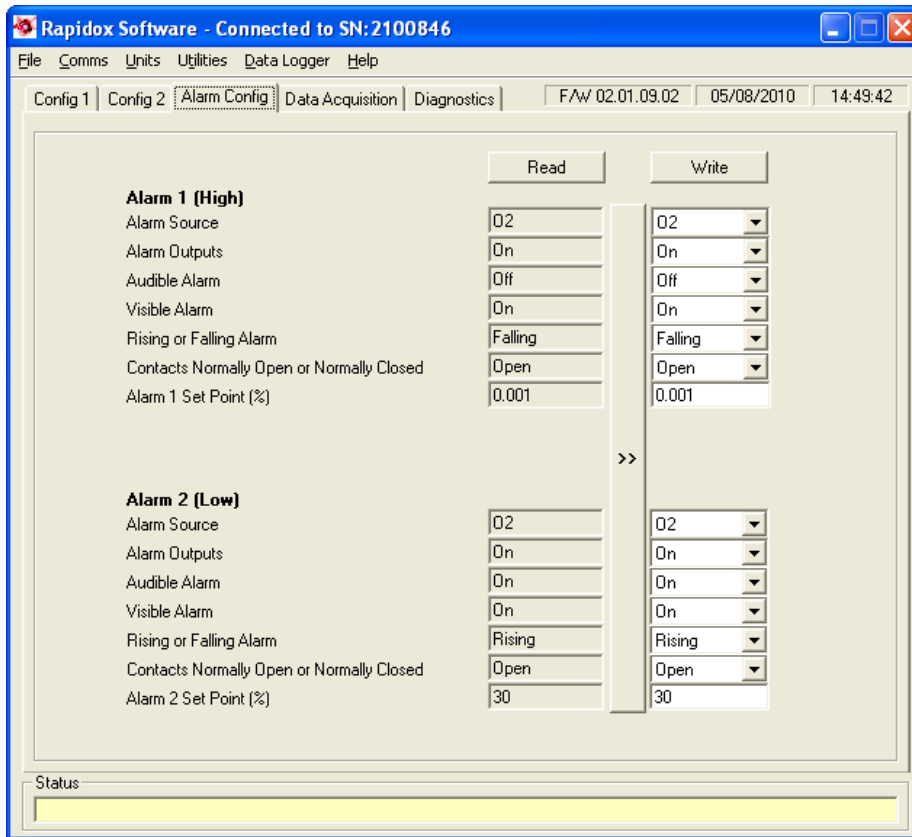 Rapidox Software - Connected to SN:2100846
File Comms Units Utilities Data Logger Help
Config 1 Config 2 Alarm Config Data Acquisition Diagnostics F/W 02.01.09.02 05/08/2010 14:49:42
Read Write
Alarm 1 (High)
Alarm Source O2 O2
Alarm Outputs On On
Audible Alarm Off Off
Visible Alarm On On
Rising or Falling Alarm Falling Falling
Contacts Normally Open or Normally Closed Open Open
Alarm 1 Set Point (%) 0.001 0.001
>>
Alarm 2 (Low)
Alarm Source O2 O2
Alarm Outputs On On
Audible Alarm On On
Visible Alarm On On
Rising or Falling Alarm Rising Rising
Contacts Normally Open or Normally Closed Open Open
Alarm 2 Set Point (%) 30 30
Status